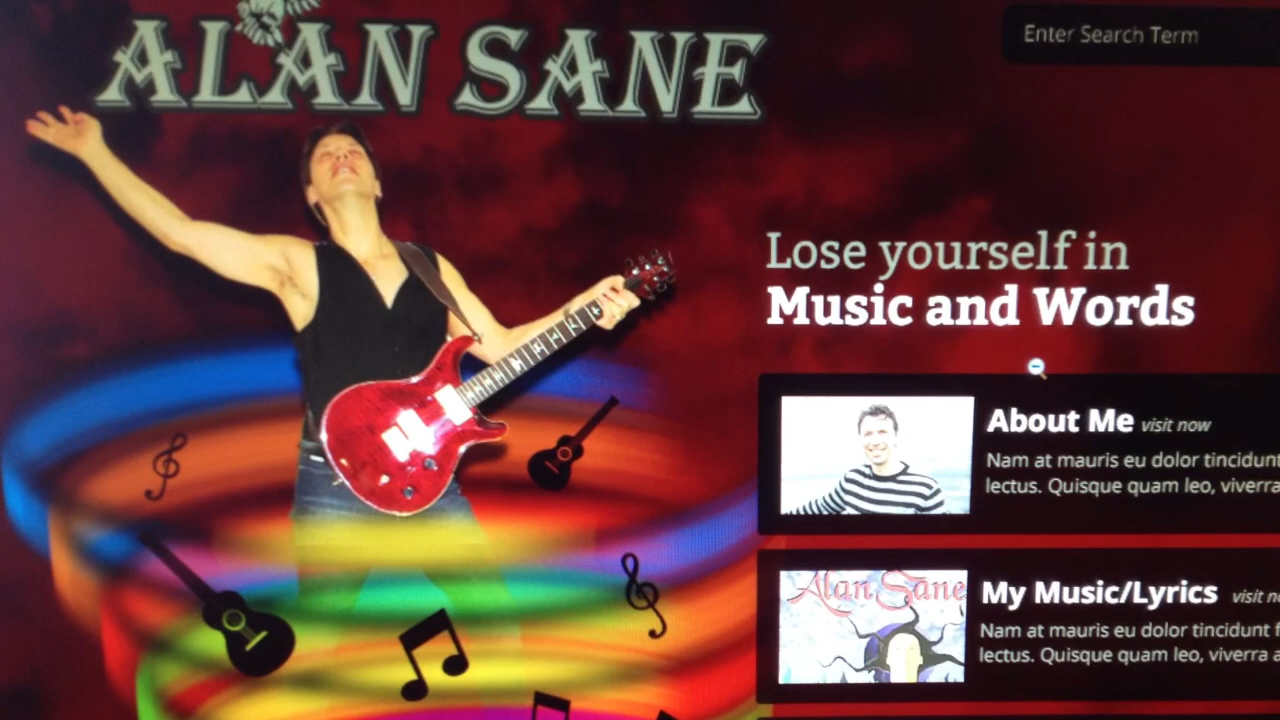 ALAN SANE
Enter Search Term
Lose yourself in
Music and Words
About Me visit now
Nam at mauris eu dolor tincidunt
lectus. Quisque quam leo, viverra
Alan Sane
My Music/Lyrics visit
Nam at mauris eu dolor tincidunt
lectus. Quisque quam leo, viverra